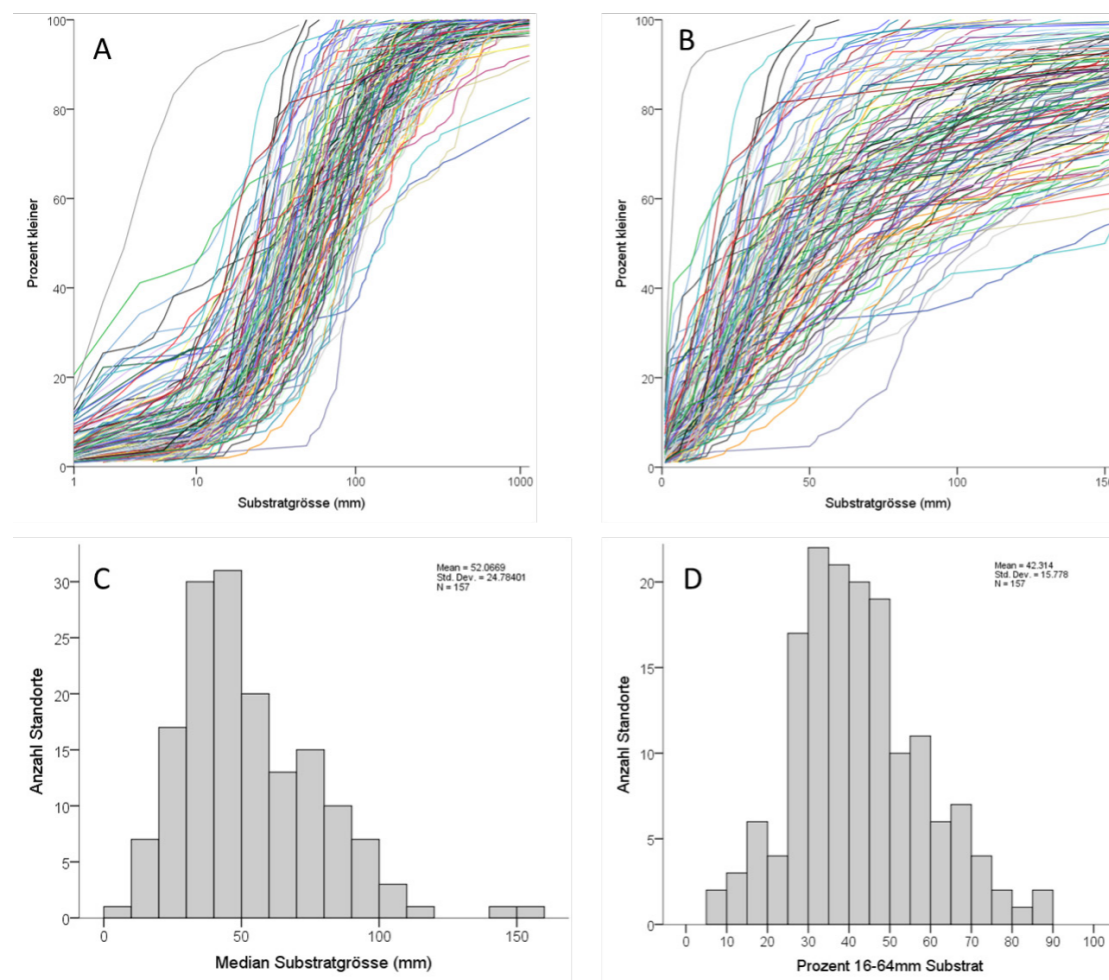 A
100
80
60
40
20
0
Prozent kleiner
1 10 100 1000
Substratgrösse (mm)
B
100
80
60
40
20
0
Prozent kleiner
0 50 100 150
Substratgrösse (mm)
C
Mean = 52.0669
Std. Dev. = 24.78401
N = 157
30
25
20
15
10
5
0
Anzahl Standorte
0 50 100 150
Median Substratgrösse (mm)
D
Mean = 42.314
Std. Dev. = 15.778
N = 157
20
15
10
5
0
Anzahl Standorte
0 10 20 30 40 50 60 70 80 90 100
Prozent 16-64mm Substrat